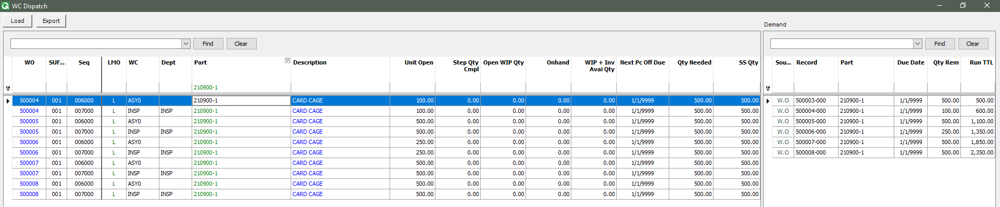 WC Dispatch
Load Export
Demand
Find Clear Find Clear
WO SUF... Seq LMO WC Dept Part Description Unit Open Step Qty Cmpl Open WIP Qty Onhand WIP + Inv Avai Qty Next Pc Off Due Qty Needed SS Qty Sou... Record Part Due Date Qty Rem Run TTL
210900-1
500004 001 006000 L ASY0 210900-1 CARD CAGE 100.00 0.00 0.00 0.00 0.00 1/1/9999 500.00 500.00 W.O 500003-000 210900-1 1/1/9999 500.00 500.00
500004 001 007000 L INSP INSP 210900-1 CARD CAGE 100.00 0.00 0.00 0.00 0.00 1/1/9999 500.00 500.00 W.O 500004-000 210900-1 1/1/9999 100.00 600.00
500005 001 006000 L ASY0 210900-1 CARD CAGE 500.00 0.00 0.00 0.00 0.00 1/1/9999 500.00 500.00 W.O 500005-000 210900-1 1/1/9999 500.00 1,100.00
500005 001 007000 L INSP INSP 210900-1 CARD CAGE 500.00 0.00 0.00 0.00 0.00 1/1/9999 500.00 500.00 W.O 500006-000 210900-1 1/1/9999 250.00 1,350.00
500006 001 006000 L ASY0 210900-1 CARD CAGE 250.00 0.00 0.00 0.00 0.00 1/1/9999 500.00 500.00 W.O 500007-000 210900-1 1/1/9999 500.00 1,850.00
500006 001 007000 L INSP INSP 210900-1 CARD CAGE 250.00 0.00 0.00 0.00 0.00 1/1/9999 500.00 500.00 W.O 500008-000 210900-1 1/1/9999 500.00 2,350.00
500007 001 006000 L ASY0 210900-1 CARD CAGE 500.00 0.00 0.00 0.00 0.00 1/1/9999 500.00 500.00
500007 001 007000 L INSP INSP 210900-1 CARD CAGE 500.00 0.00 0.00 0.00 0.00 1/1/9999 500.00 500.00
500008 001 006000 L ASY0 210900-1 CARD CAGE 500.00 0.00 0.00 0.00 0.00 1/1/9999 500.00 500.00
500008 001 007000 L INSP INSP 210900-1 CARD CAGE 500.00 0.00 0.00 0.00 0.00 1/1/9999 500.00 500.00